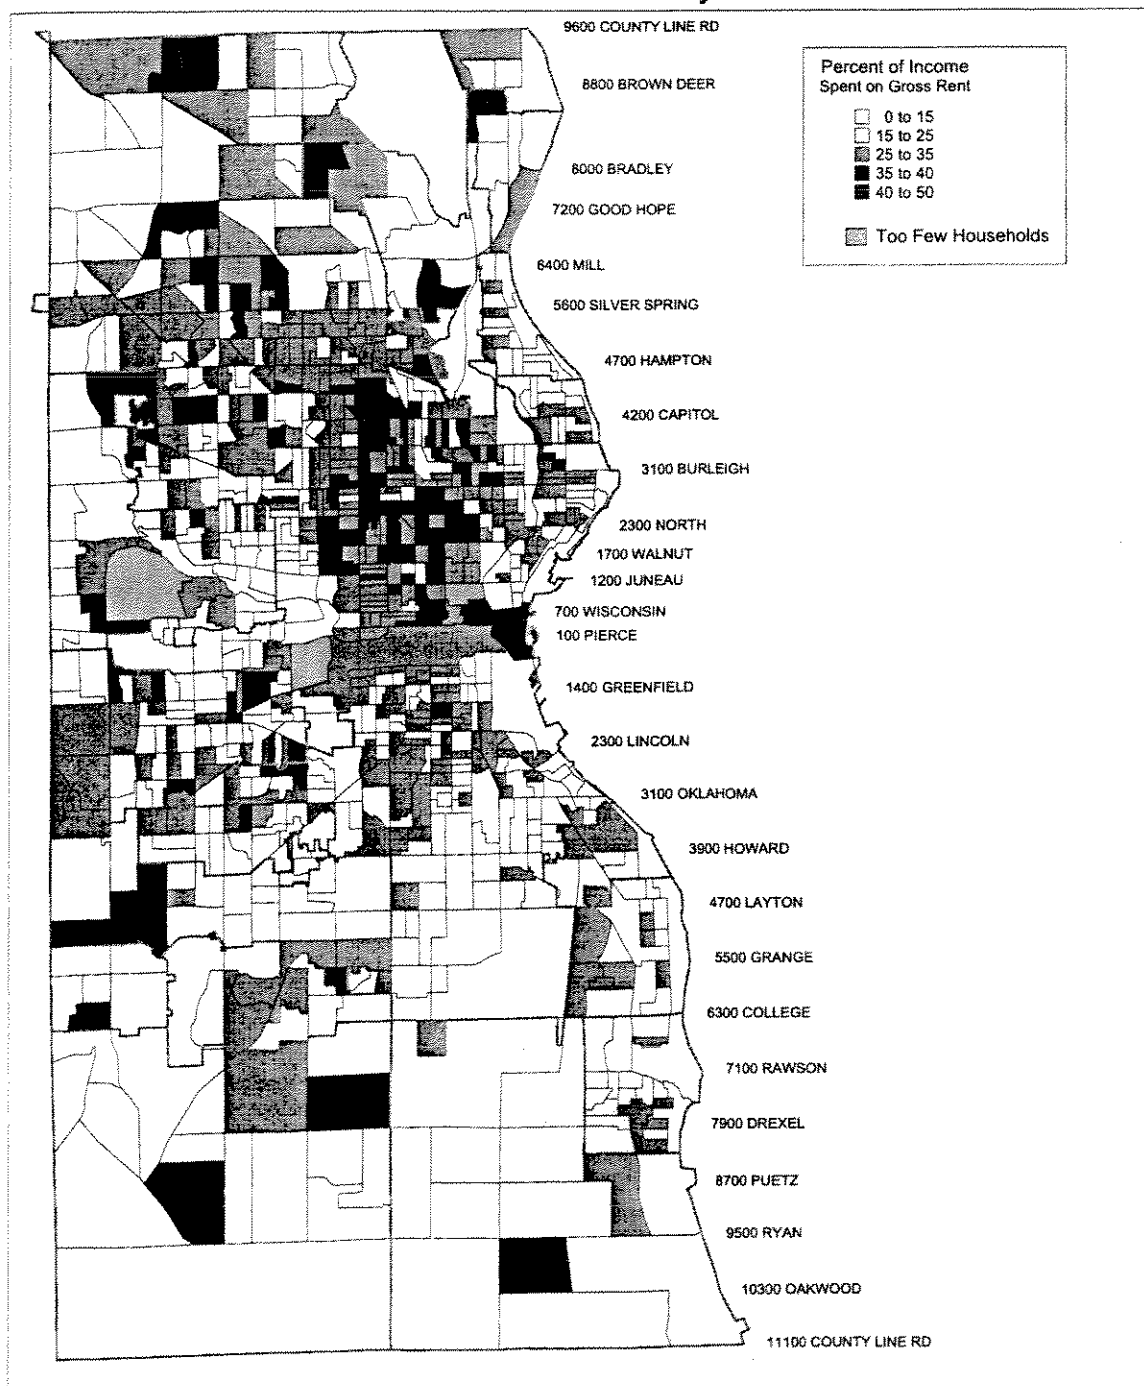 9600 COUNTY LINE RD
8800 BROWN DEER
8000 BRADLEY
7200 GOOD HOPE
6400 MILL
5600 SILVER SPRING
4700 HAMPTON
4200 CAPITOL
3100 BURLEIGH
2300 NORTH
1700 WALNUT
1200 JUNEAU
700 WISCONSIN
100 PIERCE
1400 GREENFIELD
2300 LINCOLN
3100 OKLAHOMA
3900 HOWARD
4700 LAYTON
5500 GRANGE
6300 COLLEGE
7100 RAWSON
7900 DREXEL
8700 PUETZ
9500 RYAN
10300 OAKWOOD
11100 COUNTY LINE RD
Percent of Income
Spent on Gross Rent
0 to 15
15 to 25
25 to 35
35 to 40
40 to 50
Too Few Households